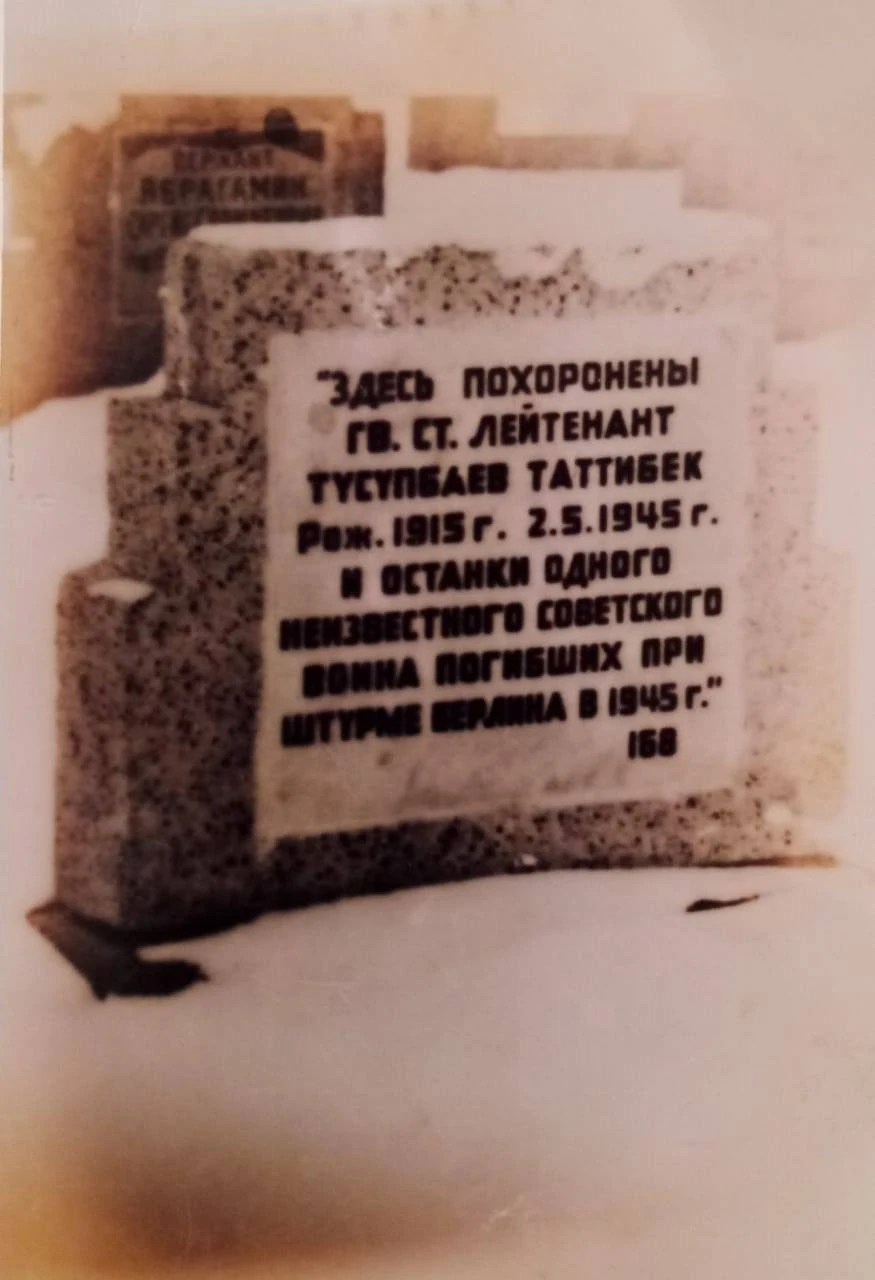 СЕРЖАНТ
"ЗДЕСЬ ПОХОРОНЕНЫ
ГВ. СТ. ЛЕЙТЕНАНТ
ТУСУПБАЕВ ТАТТИБЕК
Рож. 1915 г. 2.5.1945 г.
И ОСТАНКИ ОДНОГО
НЕИЗВЕСТНОГО СОВЕТСКОГО
ВОИНА ПОГИБШИХ ПРИ
ШТУРМЕ БЕРЛИНА В 1945 г."
168